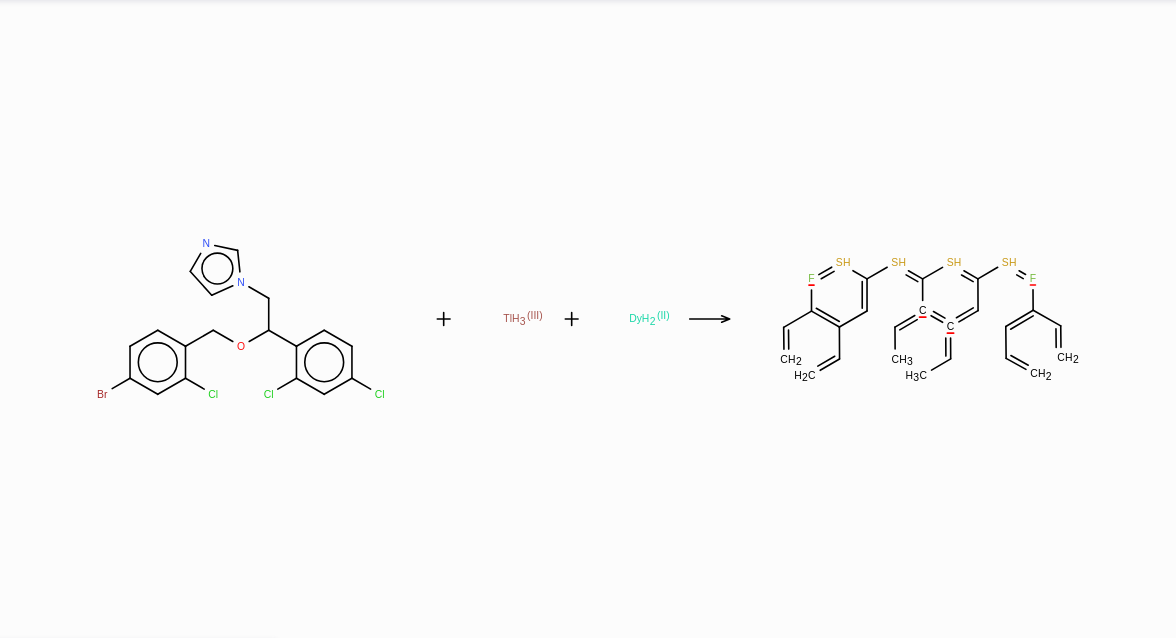 N
N
O
Br
Cl
Cl
Cl
+
TlH3(III)
+
DyH2(II)
SH
SH
SH
SH
F
F
C
C
CH2
H2C
CH3
H3C
CH2
CH2